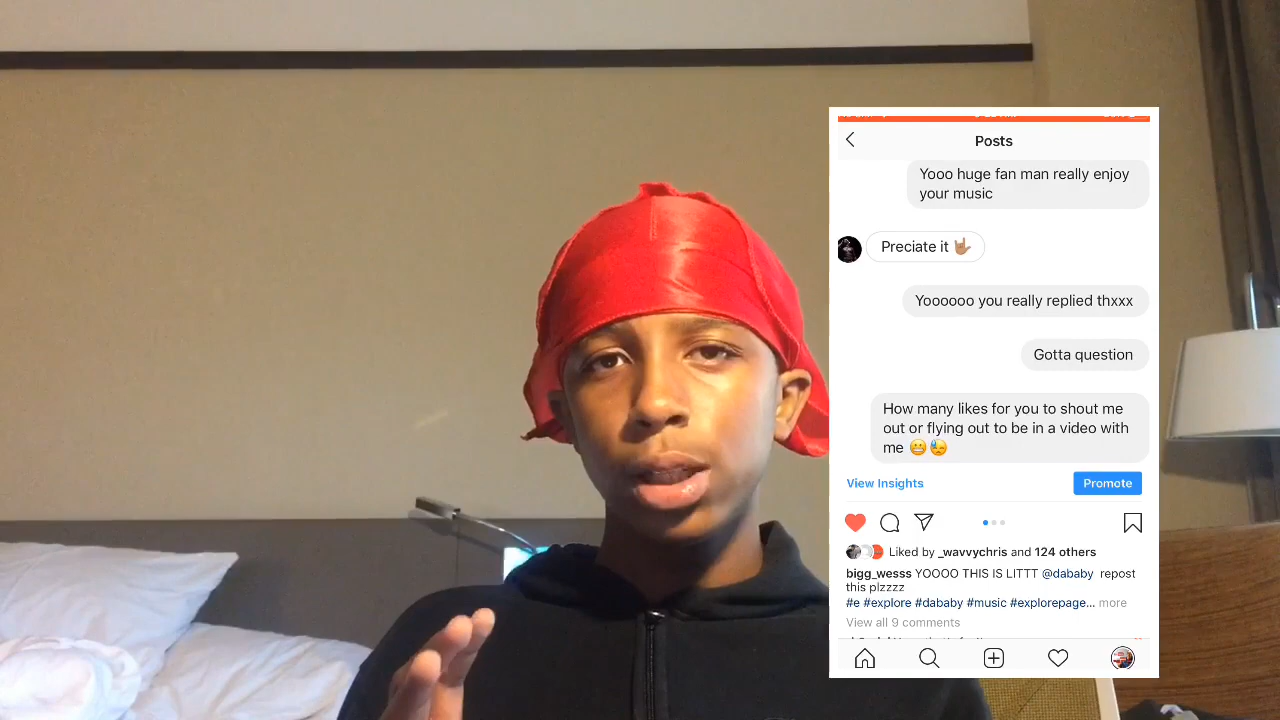 Posts
Yooo huge fan man really enjoy
your music
Preciate it 🤟🏽
Yoooooo you really replied thxxx
Gotta question
How many likes for you to shout me
out or flying out to be in a video with
me 😬😓
View Insights
Promote
Liked by _wavvychris and 124 others
bigg_wesss YOOOO THIS IS LITTT @dababy repost
this plzzzz
#e #explore #dababy #music #explorepage... more
View all 9 comments